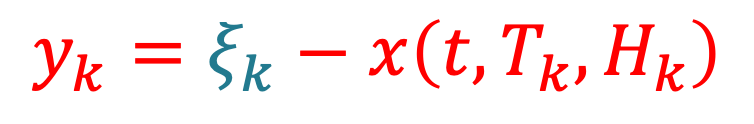 y_k = ξ_k − x(t, T_k, H_k)